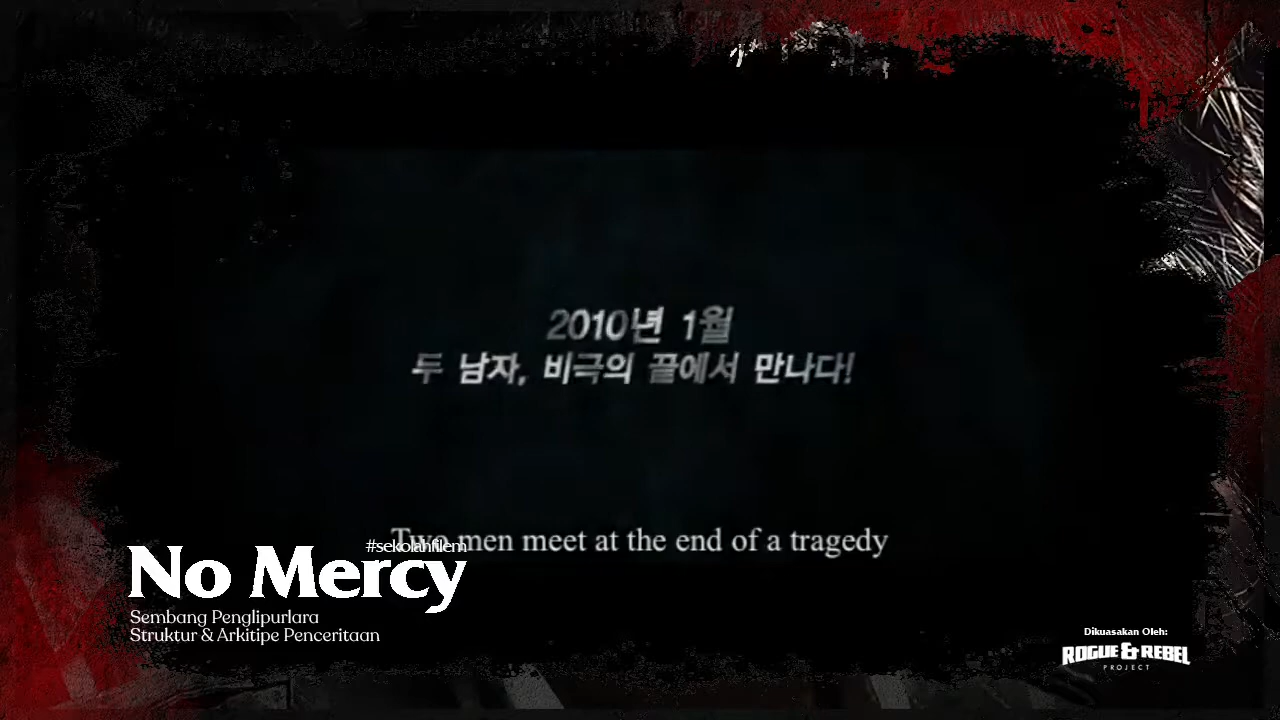 2010년 1월
두 남자, 비극의 끝에서 만나다!
Two men meet at the end of a tragedy
#sekolahfilem
No Mercy
Sembang Penglipurlara
Struktur & Arkitipe Penceritaan
Dikuasakan Oleh:
ROGUE & REBEL
PROJECT